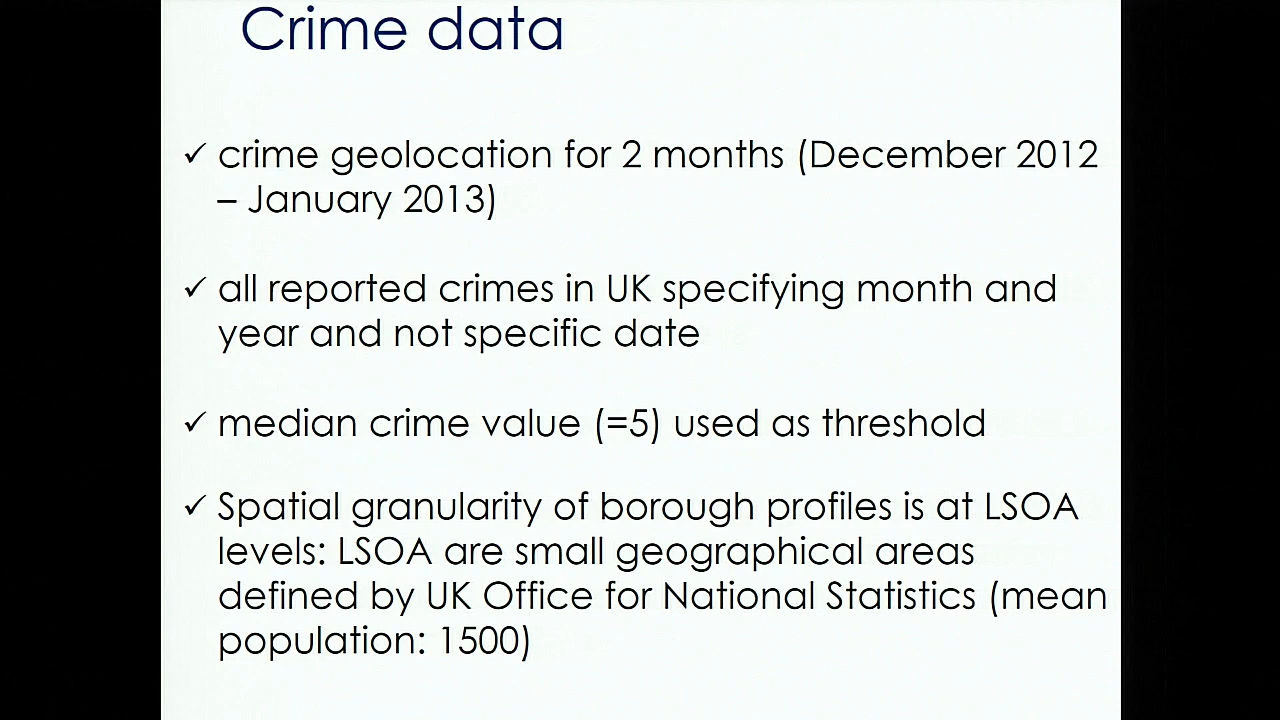 Crime data
✓ crime geolocation for 2 months (December 2012
– January 2013)
✓ all reported crimes in UK specifying month and
year and not specific date
✓ median crime value (=5) used as threshold
✓ Spatial granularity of borough profiles is at LSOA
levels: LSOA are small geographical areas
defined by UK Office for National Statistics (mean
population: 1500)